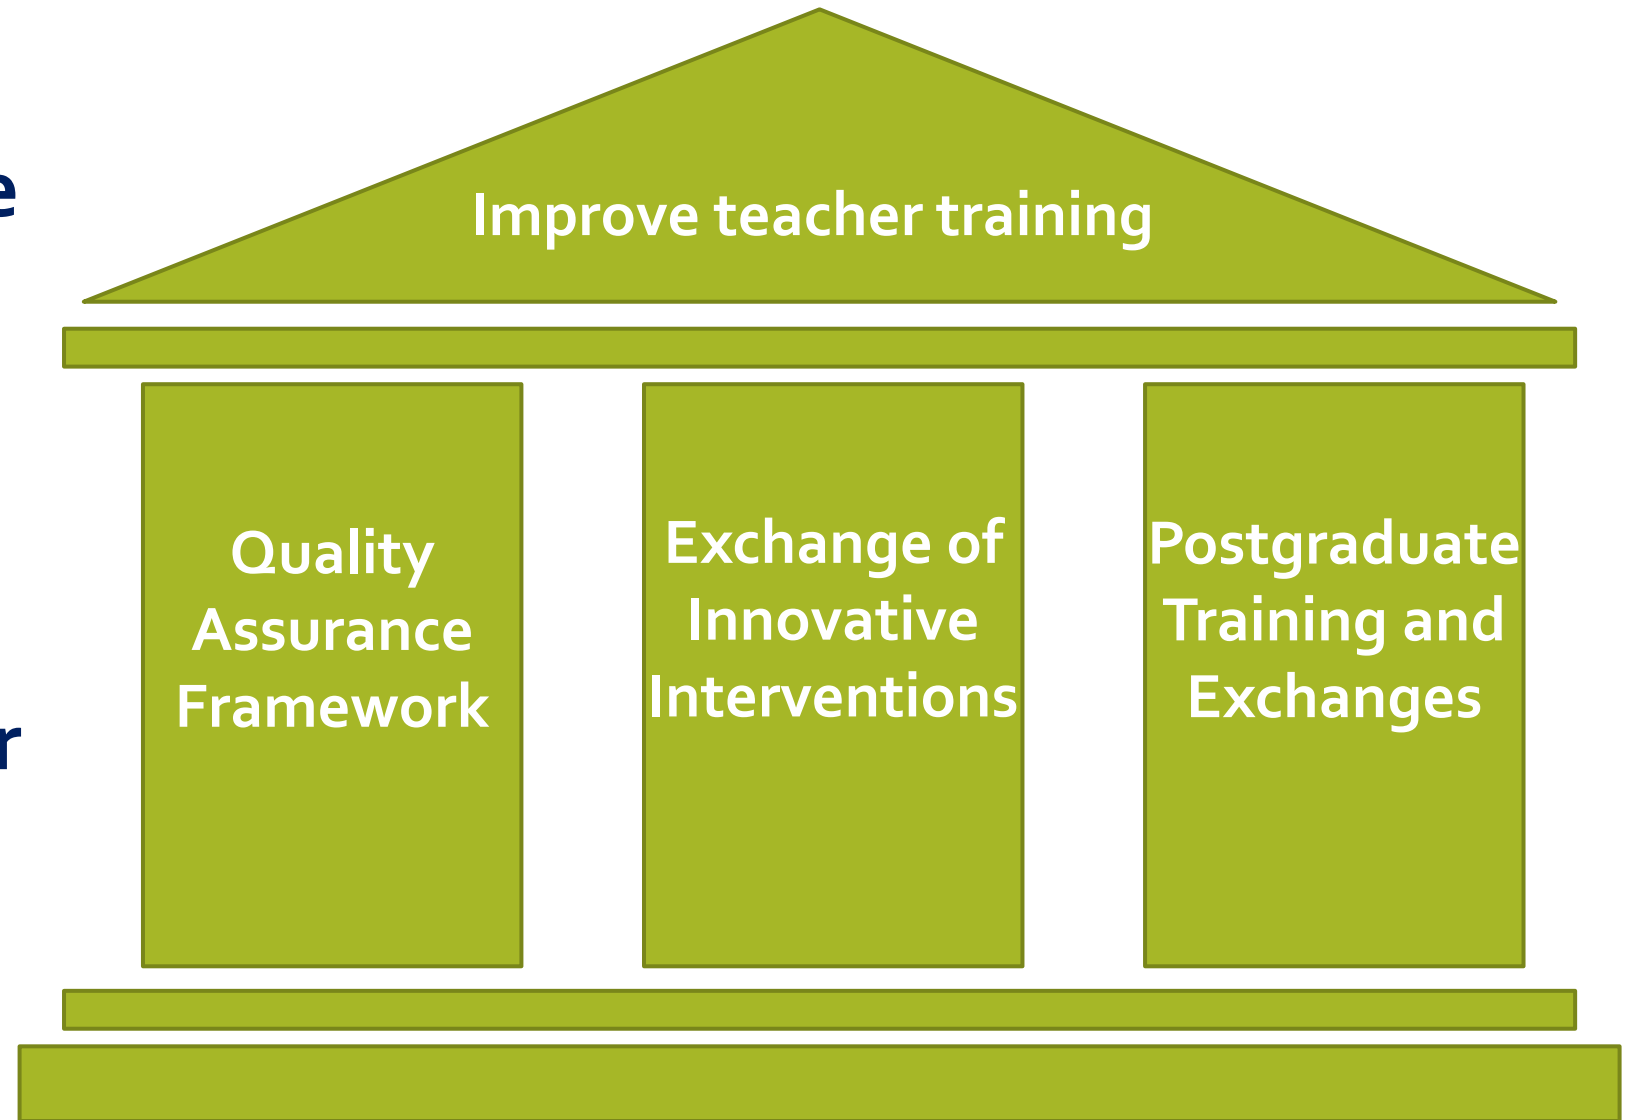 e
Improve teacher training
Quality
Assurance
Framework
Exchange of
Innovative
Interventions
Postgraduate
Training and
Exchanges
r